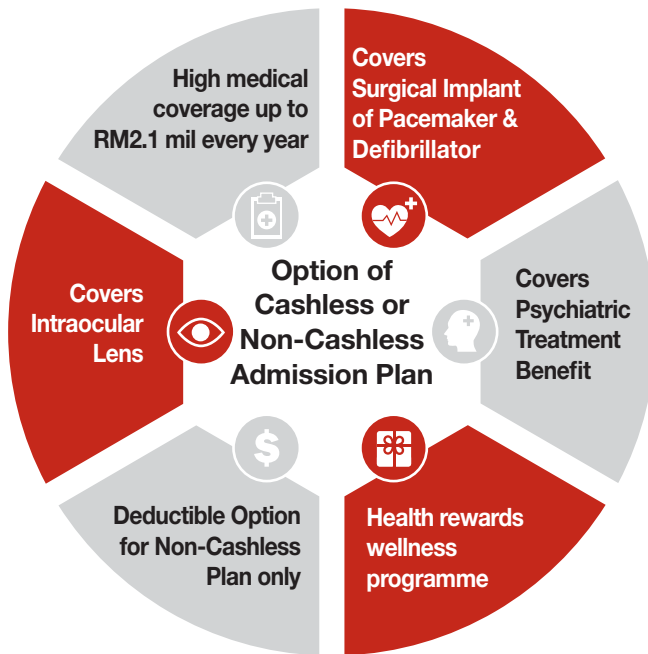 High medical
coverage up to
RM2.1 mil every year
Covers
Surgical Implant
of Pacemaker &
Defibrillator
Covers
Intraocular
Lens
Option of
Cashless or
Non-Cashless
Admission Plan
Covers
Psychiatric
Treatment
Benefit
$
Deductible Option
for Non-Cashless
Plan only
Health rewards
wellness
programme